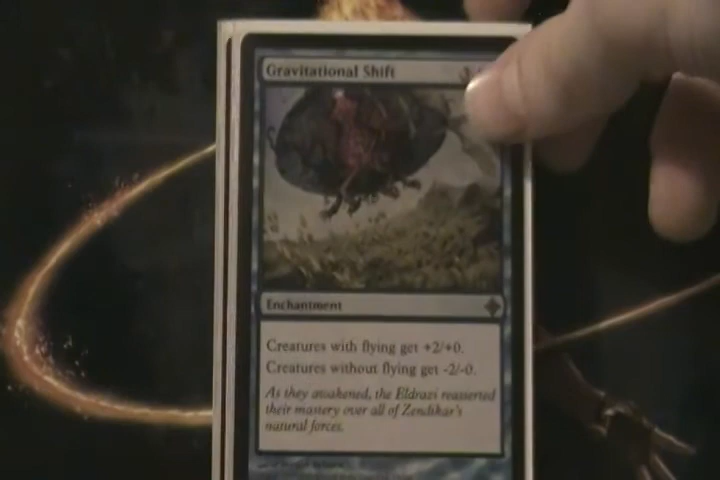 Gravitational Shift
Enchantment
Creatures with flying get +2/+0.
Creatures without flying get -2/-0.
As they awakened, the Eldrazi reasserted
their mastery over all of Zendikar's
natural forces.